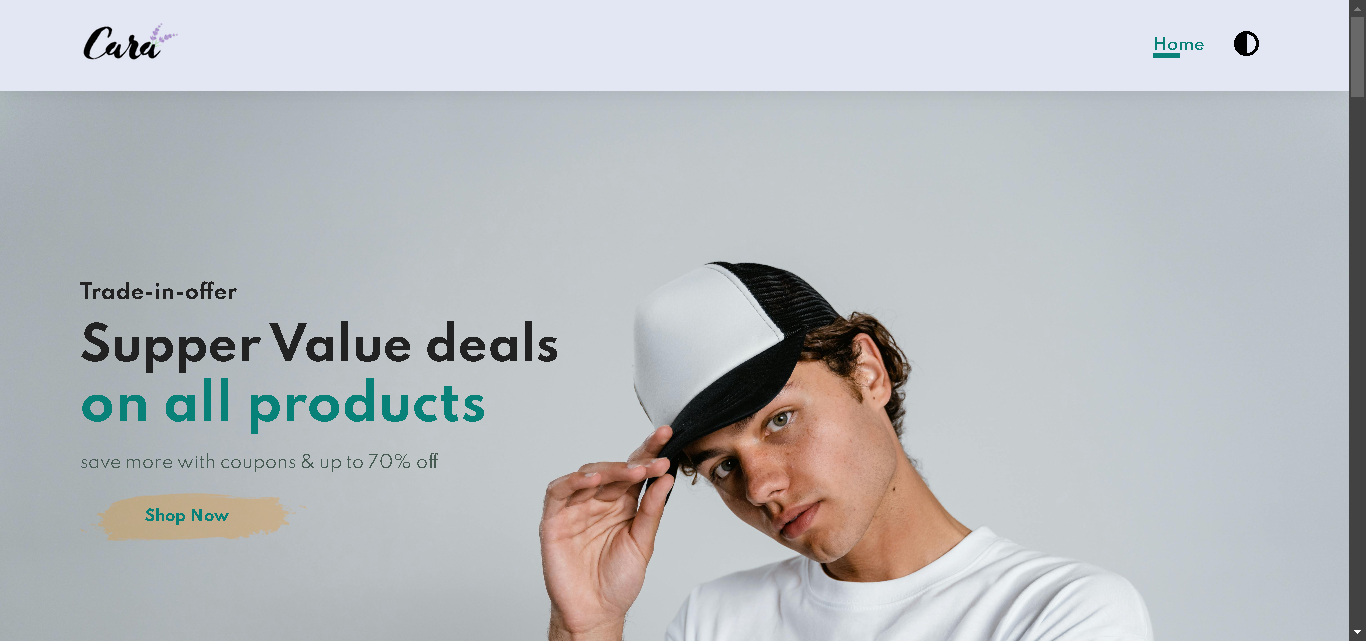 Cara
Home
Trade-in-offer
Supper Value deals
on all products
save more with coupons & up to 70% off
Shop Now